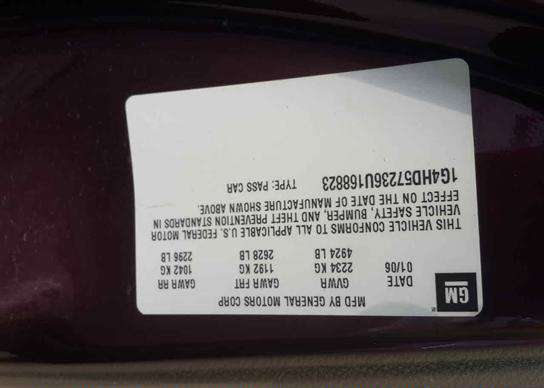 GM
MFD BY GENERAL MOTORS CORP
DATE GVWR GAWR FRT GAWR RR
01/06 2234 KG 1192 KG 1042 KG
4924 LB 2628 LB 2296 LB
THIS VEHICLE CONFORMS TO ALL APPLICABLE U.S. FEDERAL MOTOR
VEHICLE SAFETY, BUMPER, AND THEFT PREVENTION STANDARDS IN
EFFECT ON THE DATE OF MANUFACTURE SHOWN ABOVE.
1G4HD57236U168823 TYPE: PASS CAR